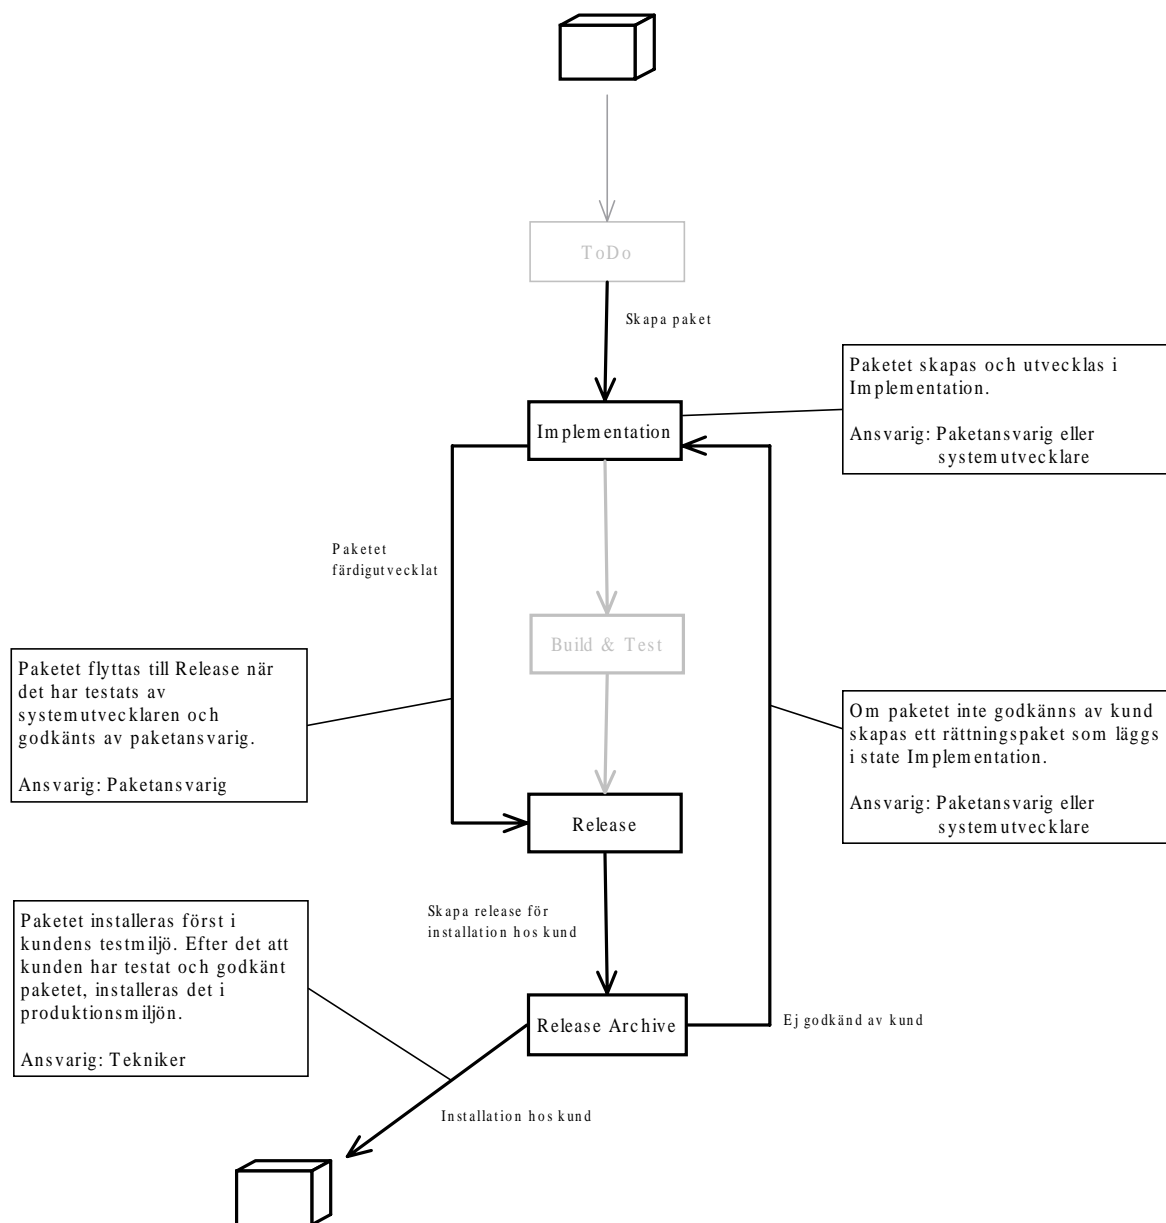 ToDo
Skapa paket
Paketet skapas och utvecklas i
Implementation.
Ansvarig: Paketansvarig eller
systemutvecklare
Implementation
Paketet
färdigutvecklat
Build & Test
Paketet flyttas till Release när
det har testats av
systemutvecklaren och
godkänts av paketansvarig.
Ansvarig: Paketansvarig
Om paketet inte godkänns av kund
skapas ett rättningspaket som läggs
i state Implementation.
Ansvarig: Paketansvarig eller
systemutvecklare
Release
Skapa release för
installation hos kund
Paketet installeras först i
kundens testmiljö. Efter det att
kunden har testat och godkänt
paketet, installeras det i
produktionsmiljön.
Ansvarig: Tekniker
Release Archive
Ej godkänd av kund
Installation hos kund